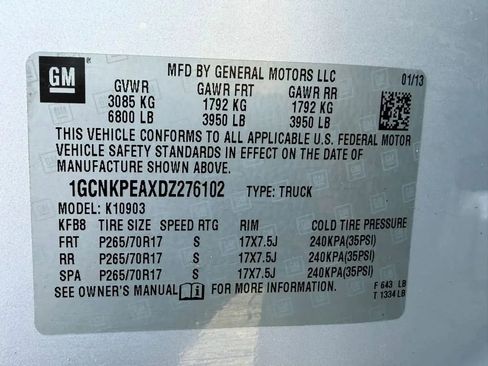 GM
MFD BY GENERAL MOTORS LLC 01/13
GVWR GAWR FRT GAWR RR
3085 KG 1792 KG 1792 KG
6800 LB 3950 LB 3950 LB
THIS VEHICLE CONFORMS TO ALL APPLICABLE U.S. FEDERAL MOTOR
VEHICLE SAFETY STANDARDS IN EFFECT ON THE DATE OF
MANUFACTURE SHOWN ABOVE.
1GCNKPEAXDZ276102 TYPE: TRUCK
MODEL: K10903
KFB8 TIRE SIZE SPEED RTG RIM COLD TIRE PRESSURE
FRT P265/70R17 S 17X7.5J 240KPA(35PSI)
RR P265/70R17 S 17X7.5J 240KPA(35PSI)
SPA P265/70R17 S 17X7.5J 240KPA(35PSI)
SEE OWNER'S MANUAL FOR MORE INFORMATION. F 643 LB
T 1334 LB